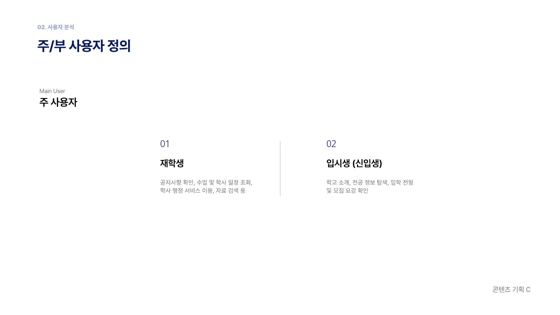 02. 사용자 분석
주/부 사용자 정의
Main User
주 사용자
01
재학생
공지사항 확인, 수업 및 학사 일정 조회,
학사 행정 서비스 이용, 자료 검색 등
02
입시생 (신입생)
학교 소개, 전공 정보 탐색, 입학 전형
및 모집 요강 확인
콘텐츠 기획 C